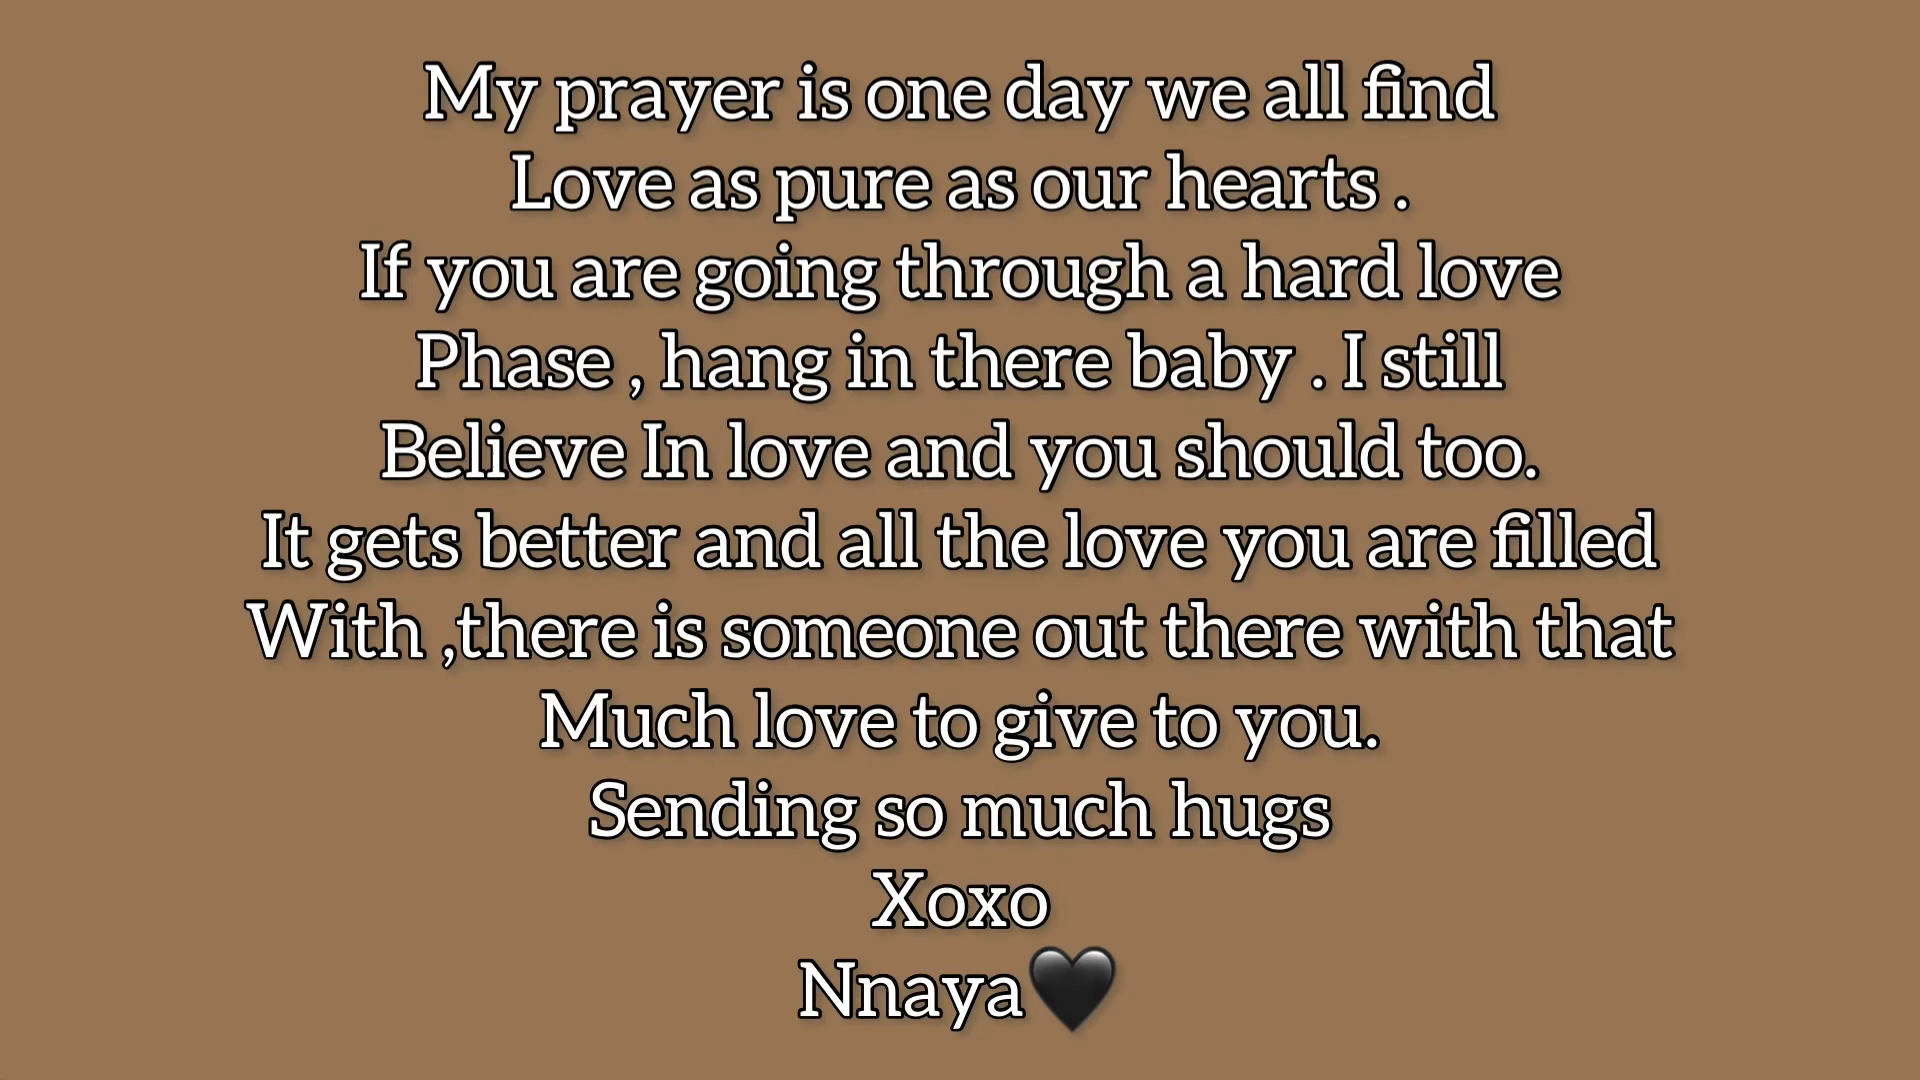 My prayer is one day we all find
Love as pure as our hearts .
If you are going through a hard love
Phase , hang in there baby . I still
Believe In love and you should too.
It gets better and all the love you are filled
With ,there is someone out there with that
Much love to give to you.
Sending so much hugs
Xoxo
Nnaya🖤